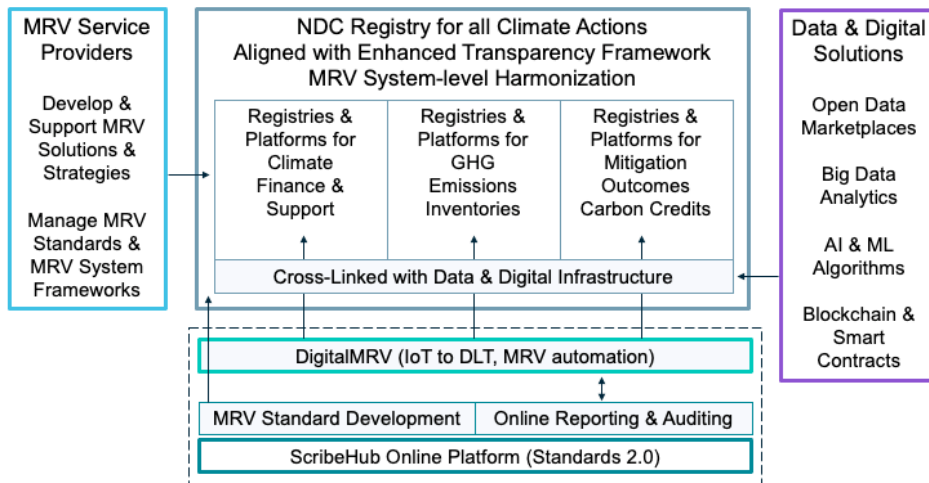 MRV Service
Providers
Develop &
Support MRV
Solutions &
Strategies
Manage MRV
Standards &
MRV System
Frameworks
NDC Registry for all Climate Actions
Aligned with Enhanced Transparency Framework
MRV System-level Harmonization
Registries &
Platforms for
Climate
Finance &
Support
Registries &
Platforms for
GHG
Emissions
Inventories
Registries &
Platforms for
Mitigation
Outcomes
Carbon Credits
Cross-Linked with Data & Digital Infrastructure
Data & Digital
Solutions
Open Data
Marketplaces
Big Data
Analytics
AI & ML
Algorithms
Blockchain &
Smart
Contracts
DigitalMRV (IoT to DLT, MRV automation)
MRV Standard Development
Online Reporting & Auditing
ScribeHub Online Platform (Standards 2.0)